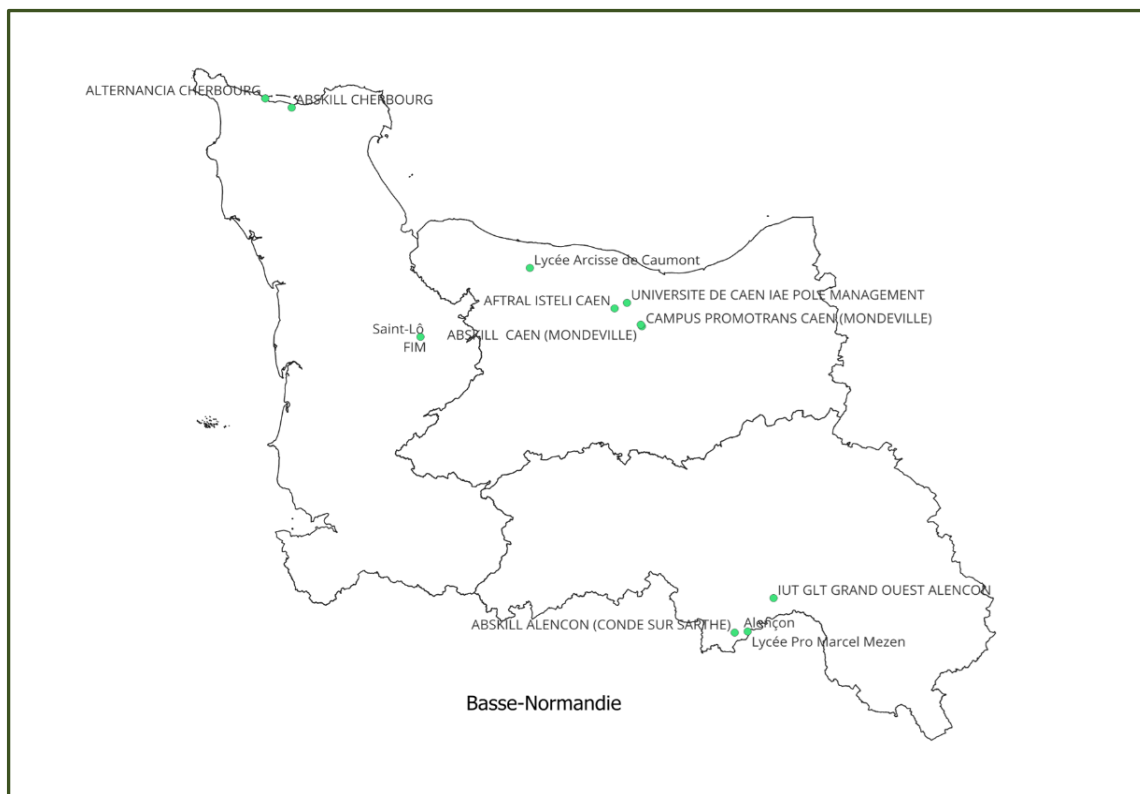 ALTERNANCIA CHERBOURG
ABSKILL CHERBOURG
Lycée Arcisse de Caumont
AFTRAL ISTELI CAEN
UNIVERSITE DE CAEN IAE POLE MANAGEMENT
CAMPUS PROMOTRANS CAEN (MONDEVILLE)
ABSKILL CAEN (MONDEVILLE)
Saint-Lô
FIM
IUT GLT GRAND OUEST ALENCON
ABSKILL ALENCON (CONDE SUR SARTHE)
Alençon
Lycée Pro Marcel Mezen
Basse-Normandie